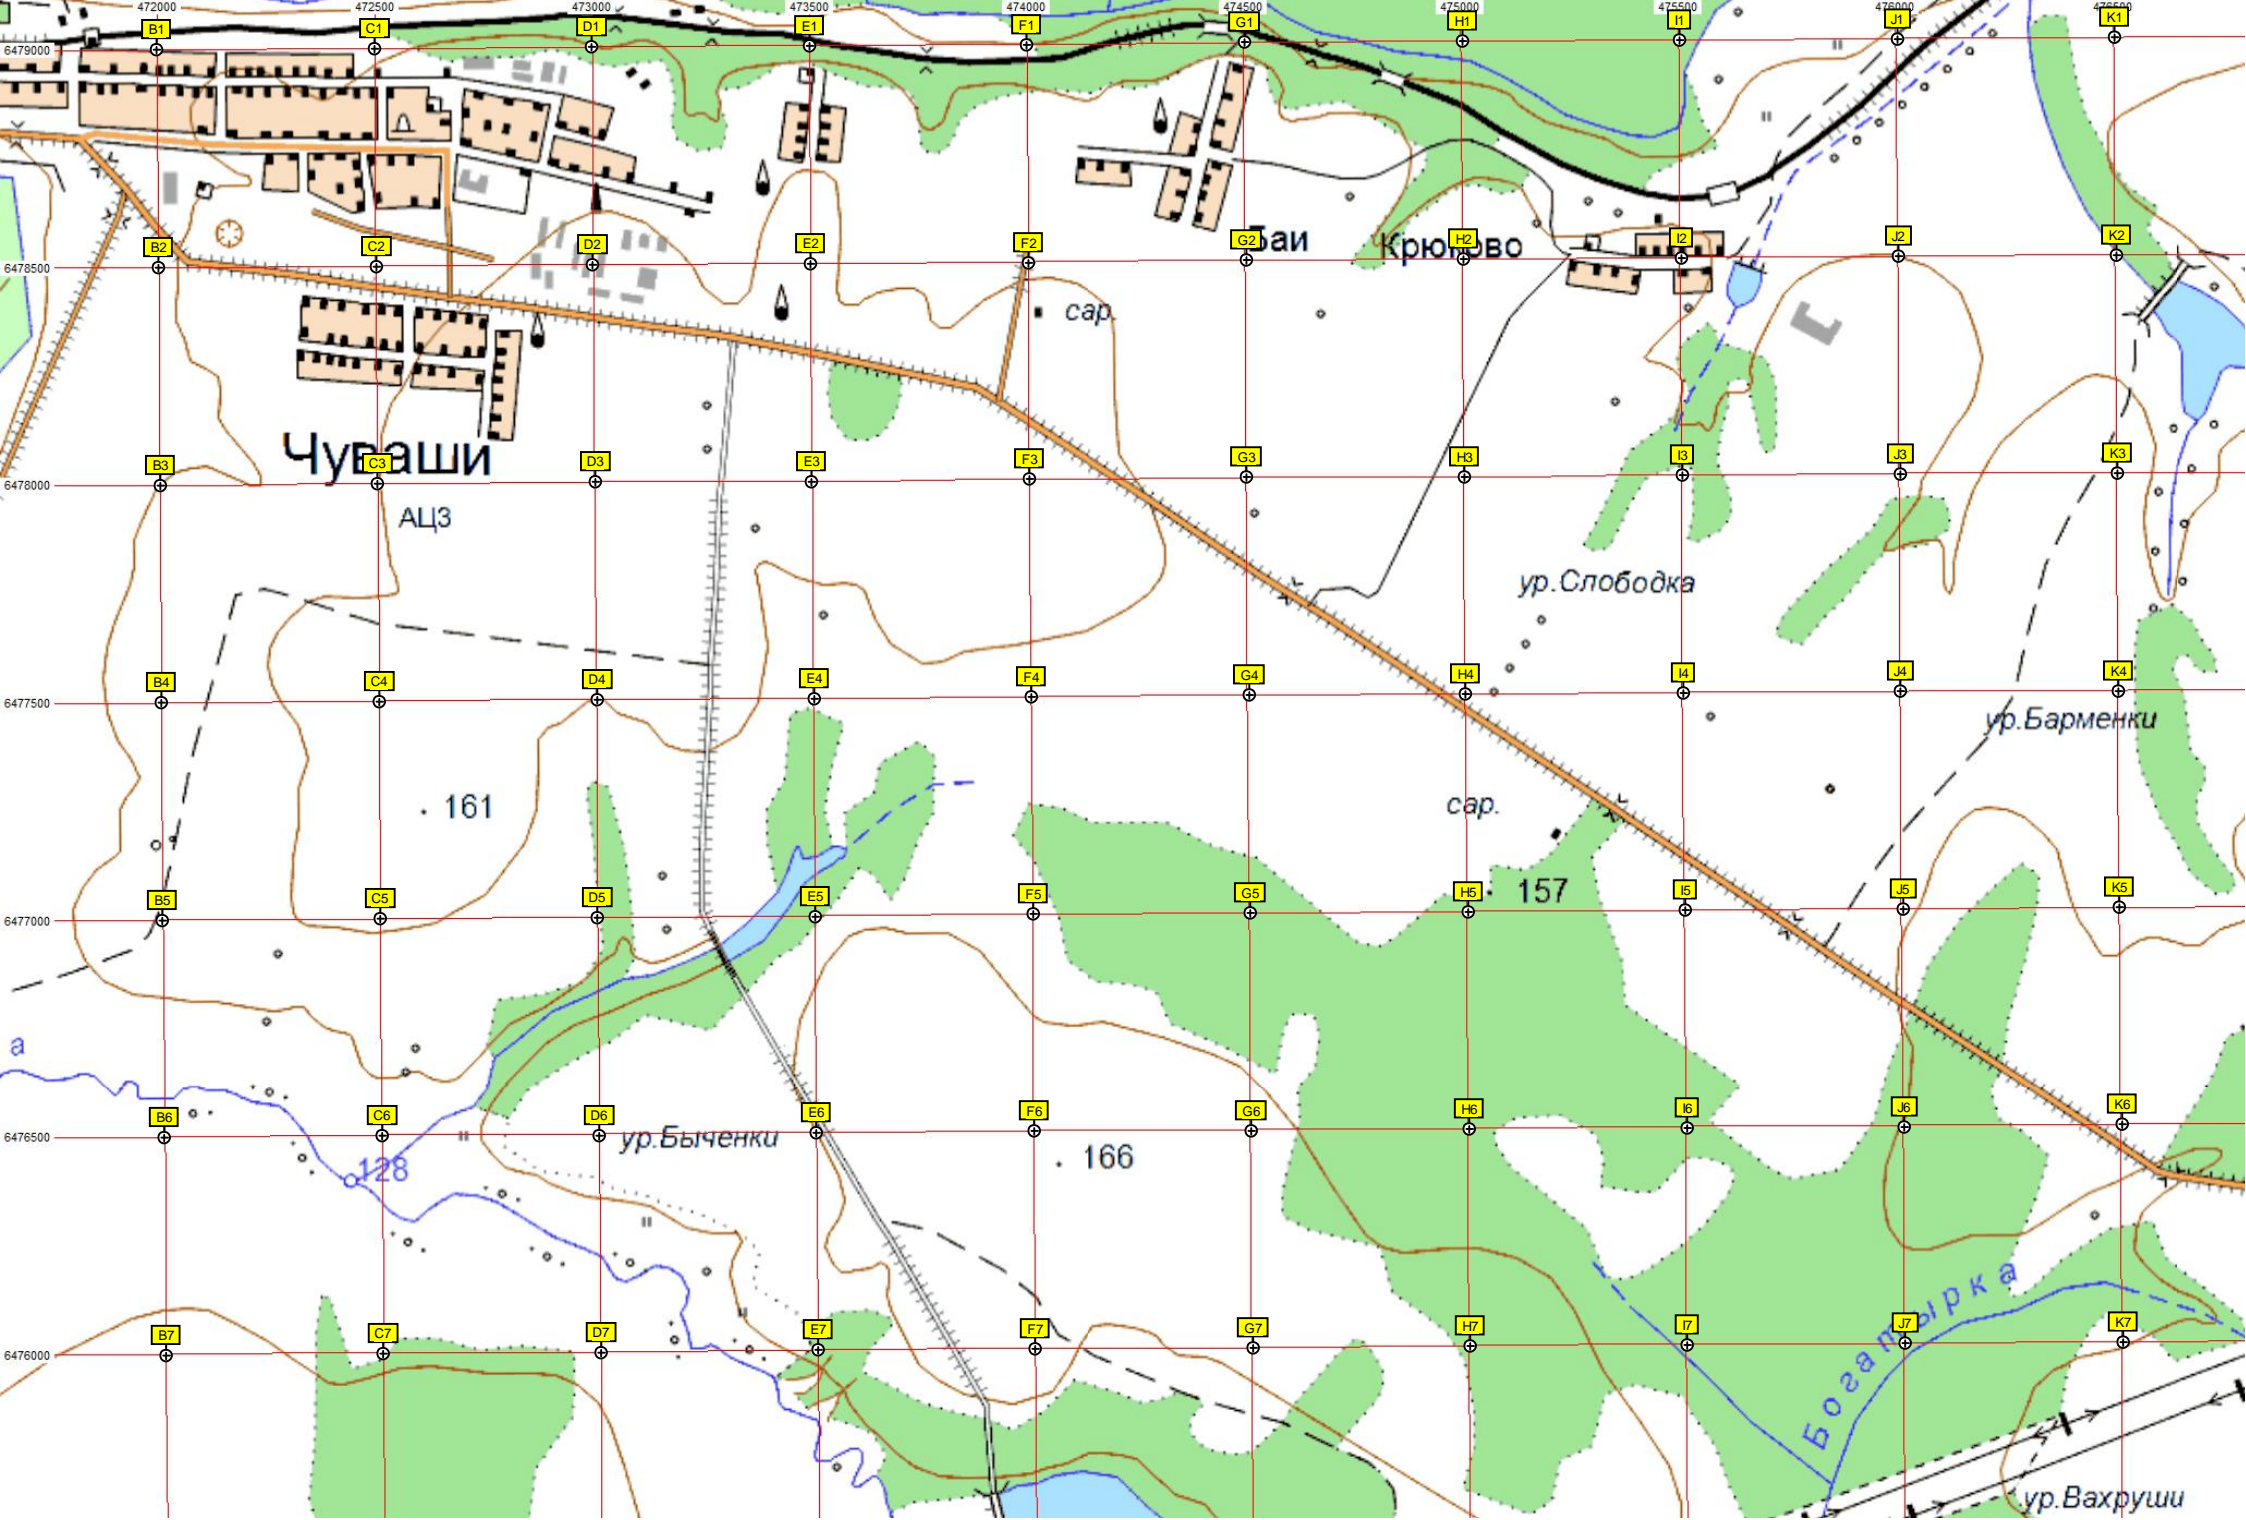 472000 472500 473000 473500 474000 474500 475000 475500 476000 476500
B1 C1 D1 E1 F1 G1 H1 I1 J1 K1
6479000
B2 C2 D2 E2 F2 G2 H2 I2 J2 K2
Баи Крюково
6478500
сар.
Чуваши
B3 C3 D3 E3 F3 G3 H3 I3 J3 K3
6478000
АЦЗ
ур.Слободка
B4 C4 D4 E4 F4 G4 H4 I4 J4 K4
6477500
ур.Барменки
161
сар.
157
B5 C5 D5 E5 F5 G5 H5 I5 J5 K5
6477000
а
B6 C6 D6 E6 F6 G6 H6 I6 J6 K6
6476500
ур.Быченки
166
128
Богатырка
B7 C7 D7 E7 F7 G7 H7 I7 J7 K7
6476000
ур.Вахруши